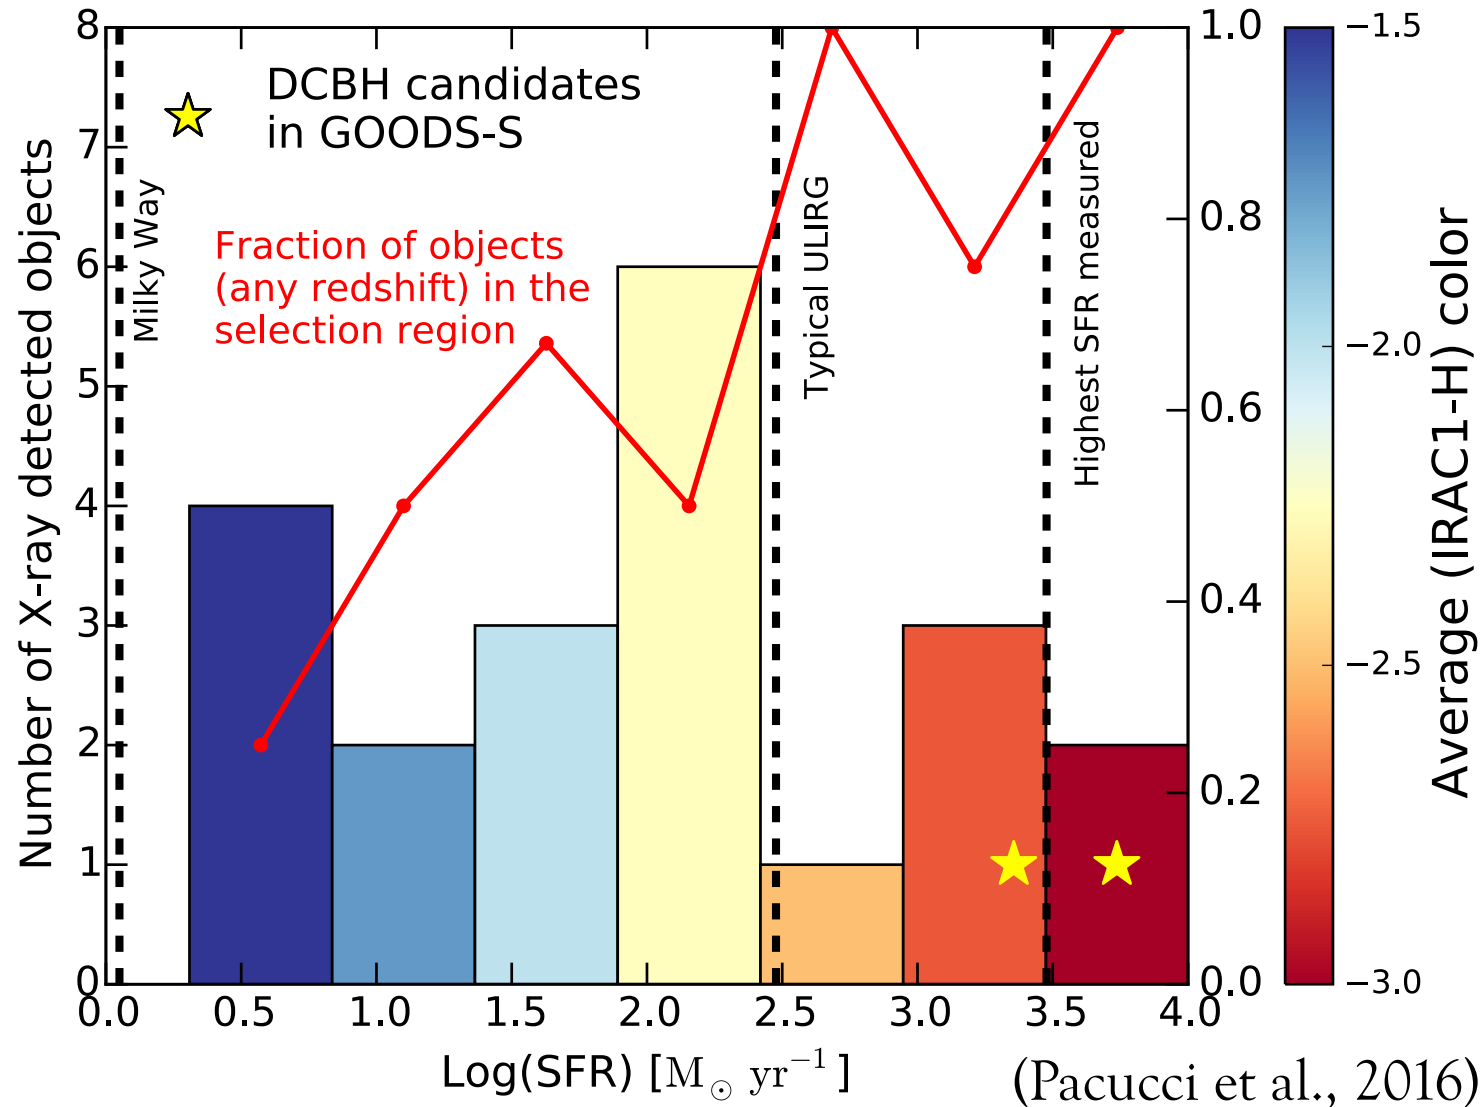 8
7
6
5
4
3
2
1
0
Number of X-ray detected objects
DCBH candidates
in GOODS-S
Milky Way
Fraction of objects
(any redshift) in the
selection region
Typical ULIRG
Highest SFR measured
1.0
0.8
0.6
0.4
0.2
0.0
−1.5
−2.0
−2.5
−3.0
Average (IRAC1-H) color
0.0 0.5 1.0 1.5 2.0 2.5 3.0 3.5 4.0
Log(SFR) [M☉ yr⁻¹]
(Pacucci et al., 2016)